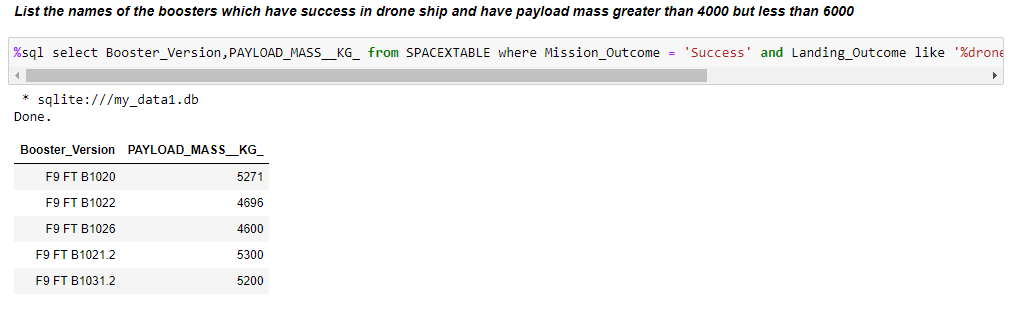 List the names of the boosters which have success in drone ship and have payload mass greater than 4000 but less than 6000
%sql select Booster_Version,PAYLOAD_MASS__KG_ from SPACEXTABLE where Mission_Outcome = 'Success' and Landing_Outcome like '%drone
* sqlite:///my_data1.db
Done.
Booster_Version PAYLOAD_MASS__KG_
F9 FT B1020 5271
F9 FT B1022 4696
F9 FT B1026 4600
F9 FT B1021.2 5300
F9 FT B1031.2 5200